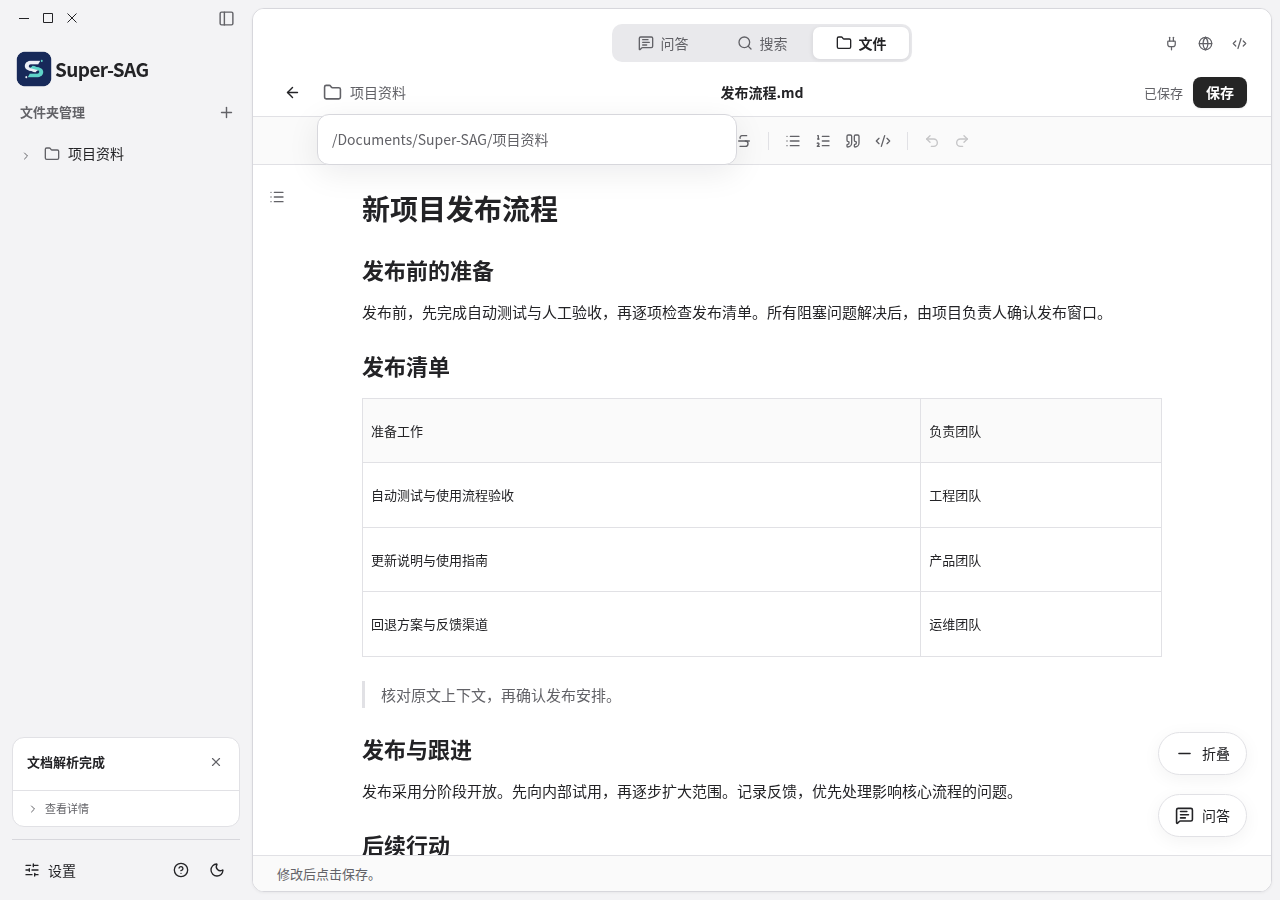 问答
搜索
文件
Super-SAG
文件夹管理
项目资料
项目资料
发布流程.md
已保存
保存
/Documents/Super-SAG/项目资料
新项目发布流程
发布前的准备
发布前，先完成自动测试与人工验收，再逐项检查发布清单。所有阻塞问题解决后，由项目负责人确认发布窗口。
发布清单
准备工作 负责团队
自动测试与使用流程验收 工程团队
更新说明与使用指南 产品团队
回退方案与反馈渠道 运维团队
核对原文上下文，再确认发布安排。
发布与跟进
发布采用分阶段开放。先向内部试用，再逐步扩大范围。记录反馈，优先处理影响核心流程的问题。
后续行动
折叠
问答
修改后点击保存。
文档解析完成
查看详情
设置